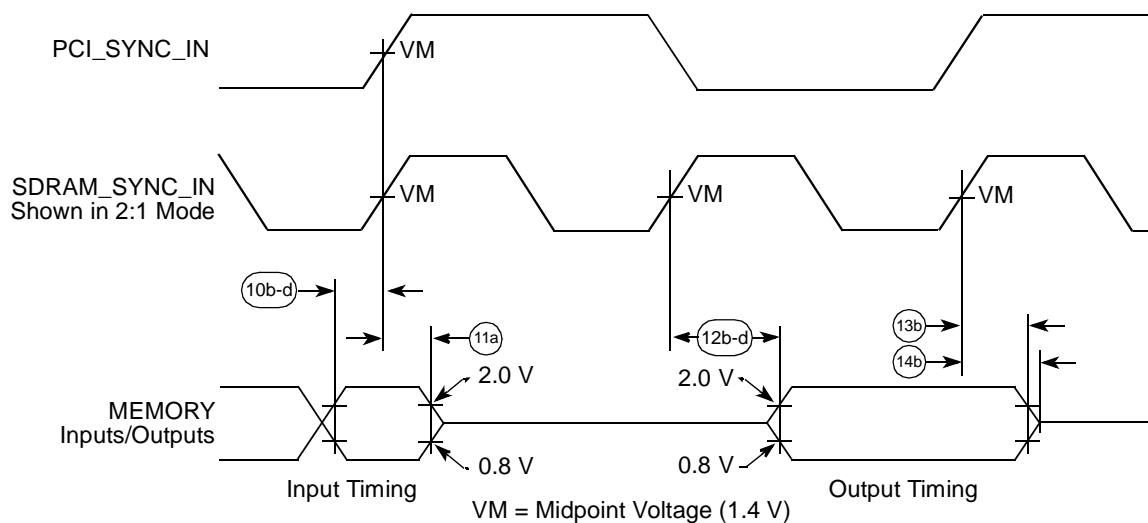 PCI_SYNC_IN
VM
SDRAM_SYNC_IN
Shown in 2:1 Mode
VM
VM
VM
10b-d
11a
12b-d
13b
14b
2.0 V
2.0 V
MEMORY
Inputs/Outputs
0.8 V
0.8 V
Input Timing
Output Timing
VM = Midpoint Voltage (1.4 V)